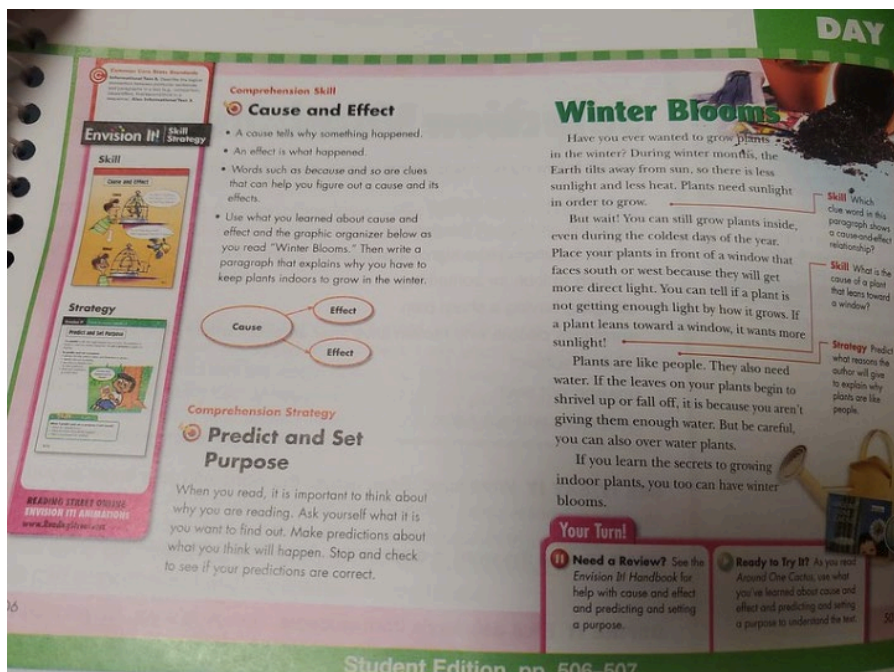 DAY
Common Core State Standards
Envision It! Skill Strategy
Skill
Cause and Effect
Strategy
Predict and Set Purpose
READING STREET ONLINE
ENVISION IT! ANIMATIONS
www.ReadingStreet.com
Comprehension Skill
Cause and Effect
• A cause tells why something happened.
• An effect is what happened.
• Words such as because and so are clues
that can help you figure out a cause and its
effects.
• Use what you learned about cause and
effect and the graphic organizer below as
you read "Winter Blooms." Then write a
paragraph that explains why you have to
keep plants indoors to grow in the winter.
Cause
Effect
Effect
Comprehension Strategy
Predict and Set
Purpose
When you read, it is important to think about
why you are reading. Ask yourself what it is
you want to find out. Make predictions about
what you think will happen. Stop and check
to see if your predictions are correct.
Winter Blooms
Have you ever wanted to grow plants
in the winter? During winter months, the
Earth tilts away from sun, so there is less
sunlight and less heat. Plants need sunlight
in order to grow.
But wait! You can still grow plants inside,
even during the coldest days of the year.
Place your plants in front of a window that
faces south or west because they will get
more direct light. You can tell if a plant is
not getting enough light by how it grows. If
a plant leans toward a window, it wants more
sunlight!
Plants are like people. They also need
water. If the leaves on your plants begin to
shrivel up or fall off, it is because you aren't
giving them enough water. But be careful,
you can also over water plants.
If you learn the secrets to growing
indoor plants, you too can have winter
blooms.
Skill Which
clue word in this
paragraph shows
a cause-and-effect
relationship?
Skill What is the
cause of a plant
that leans toward
a window?
Strategy Predict
what reasons the
author will give
to explain why
plants are like
people.
Your Turn!
Need a Review? See the
Envision It! Handbook for
help with cause and effect
and predicting and setting
a purpose.
Ready to Try It? As you read
Around One Cactus, use what
you've learned about cause and
effect and predicting and setting
a purpose to understand the text.
06
50
Student Edition, pp. 506–507